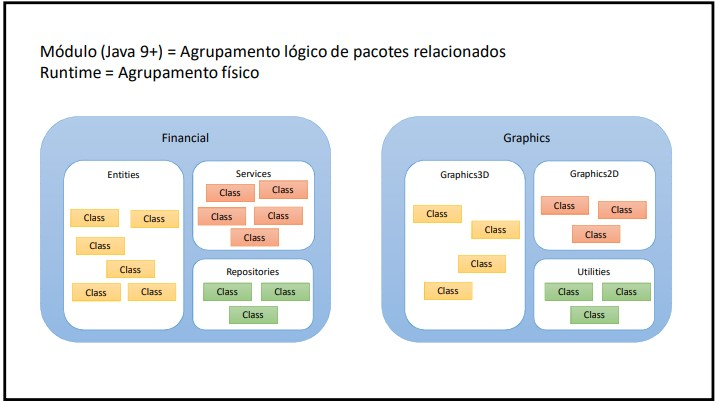 Módulo (Java 9+) = Agrupamento lógico de pacotes relacionados
Runtime = Agrupamento físico
Financial
Entities
Class
Class
Class
Class
Class
Class
Services
Class
Class
Class
Class
Class
Repositories
Class
Class
Class
Graphics
Graphics3D
Class
Class
Class
Class
Graphics2D
Class
Class
Class
Utilities
Class
Class
Class